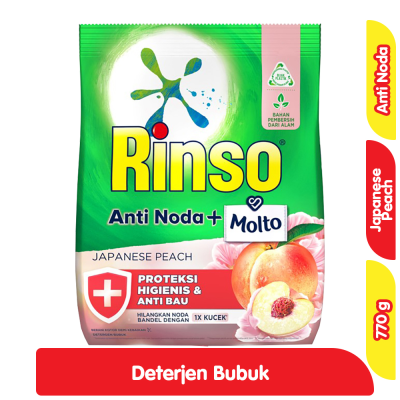 Rinso
Anti Noda + Molto
JAPANESE PEACH
PROTEKSI
HIGIENIS &
ANTI BAU
HILANGKAN NODA
BANDEL DENGAN
1X KUCEK
BAHAN
PEMBERSIH
DARI ALAM
Anti Noda
Japanese
Peach
770 g
Deterjen Bubuk